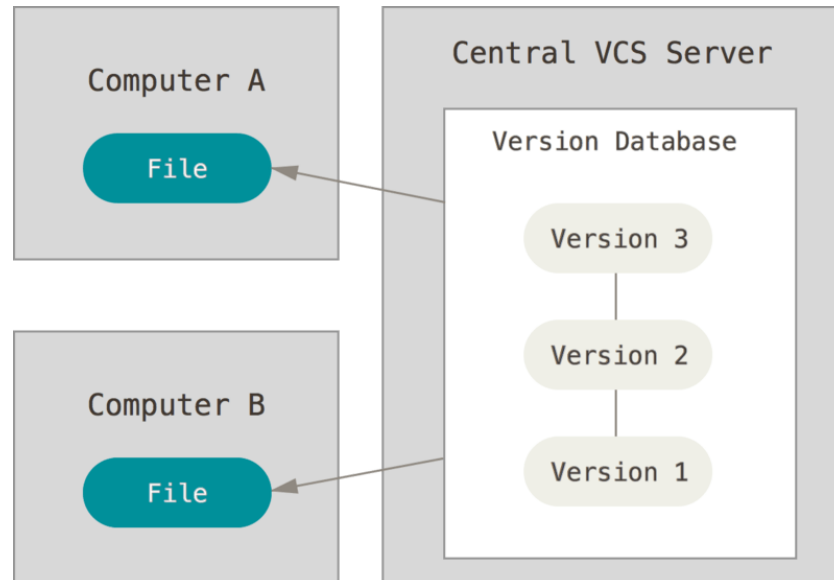 Computer A
File
Computer B
File
Central VCS Server
Version Database
Version 3
Version 2
Version 1